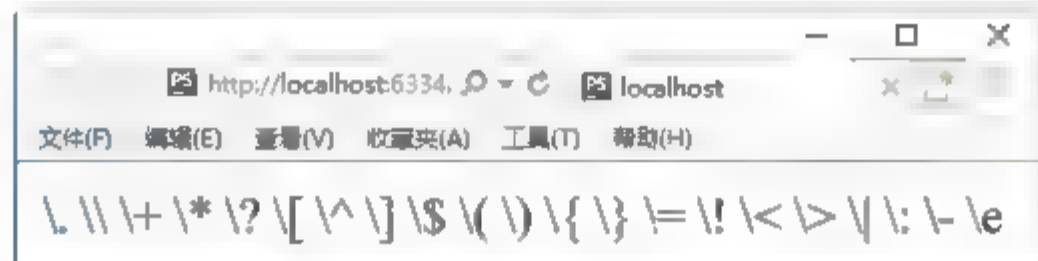 http://localhost:6334. localhost
文件(F) 编辑(E) 查看(V) 收藏夹(A) 工具(T) 帮助(H)
\. \\ \+ \* \? \[ \^ \] \$ \( \) \{ \} \= \! \< \> \| \: \- \e